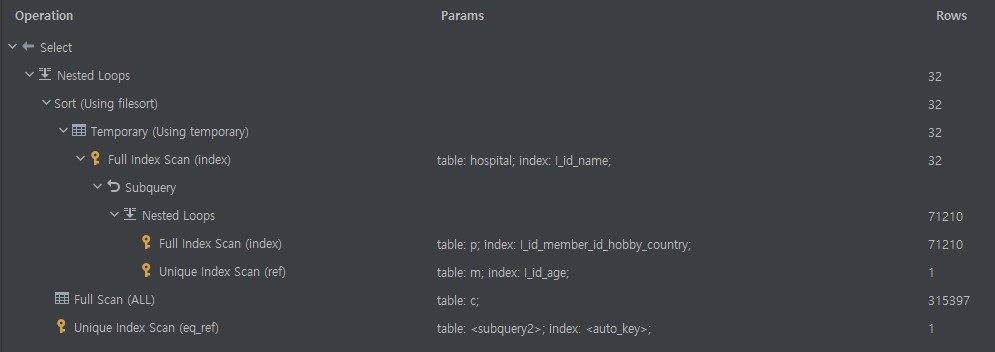 Operation Params Rows
Select
Nested Loops 32
Sort (Using filesort) 32
Temporary (Using temporary) 32
Full Index Scan (index) table: hospital; index: I_id_name; 32
Subquery
Nested Loops 71210
Full Index Scan (index) table: p; index: I_id_member_id_hobby_country; 71210
Unique Index Scan (ref) table: m; index: I_id_age; 1
Full Scan (ALL) table: c; 315397
Unique Index Scan (eq_ref) table: <subquery2>; index: <auto_key>; 1